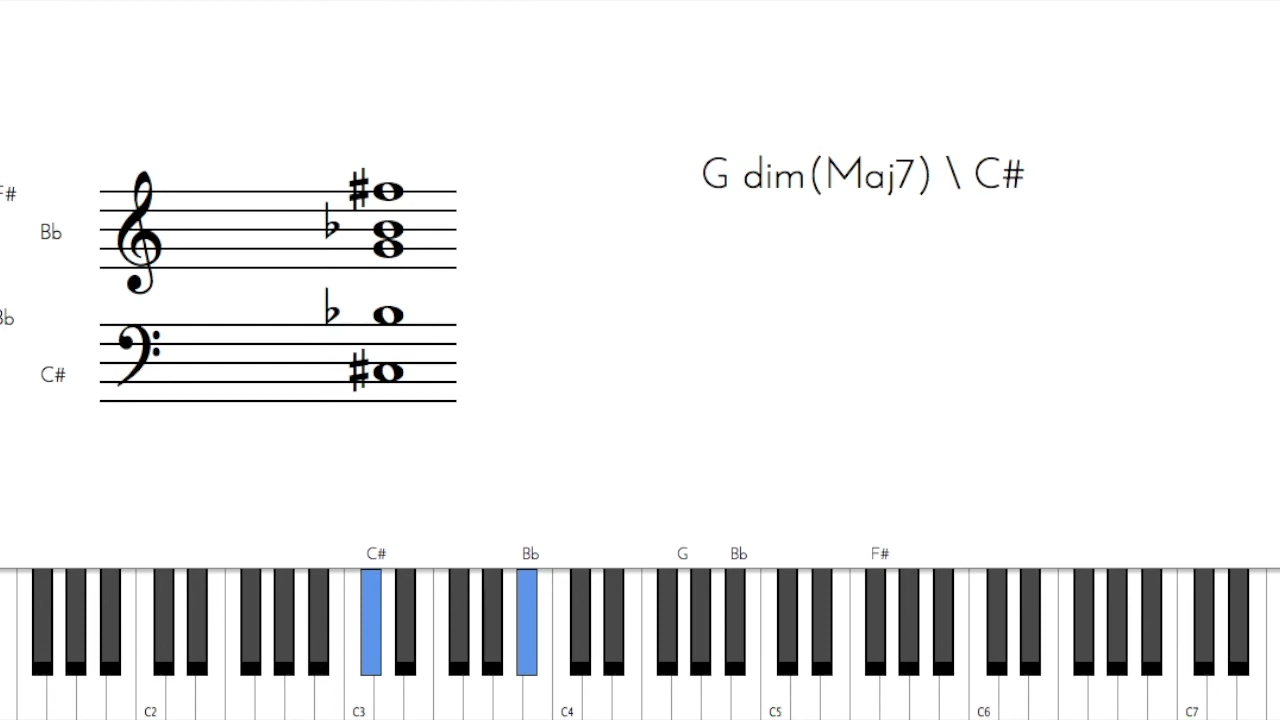 G dim(Maj7) \ C#
F#
Bb
Bb
C#
C# Bb G Bb F#
C2 C3 C4 C5 C6 C7